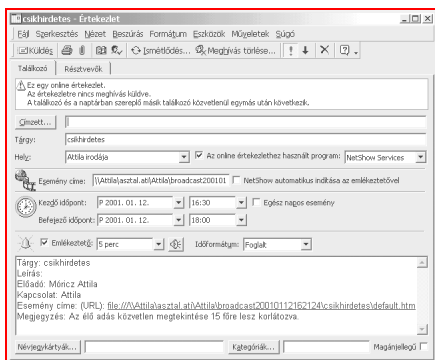 csikhirdetes - Értekezlet
Fájl Szerkesztés Nézet Beszúrás Formátum Eszközök Műveletek Súgó
Küldés Ismétlődés... Meghívás törlése...
Találkozó Résztvevők
Ez egy online értekezlet.
Az értekezletre nincs meghívás küldve.
A találkozó és a naptárban szereplő másik találkozó közvetlenül egymás után következik.
Címzett...
Tárgy: csikhirdetes
Hely: Attila irodája Az online értekezlethez használt program: NetShow Services
Esemény címe: \\Attila\asztal.ati\Attila\broadcast200101 NetShow automatikus indítása az emlékeztetővel
Kezdő időpont: P 2001. 01. 12. 16:30 Egész napos esemény
Befejező időpont: P 2001. 01. 12. 18:00
Emlékeztető: 5 perc Időformátum: Foglalt
Tárgy: csikhirdetes
Leírás:
Előadó: Móricz Attila
Kapcsolat: Attila
Esemény címe: (URL): file:///\\Attila\asztal.ati\Attila\broadcast20010112162124\csikhirdetes\default.htm
Megjegyzés: Az élő adás közvetlen megtekintése 15 főre lesz korlátozva.
Névjegykártyák... Kategóriák... Magánjellegű